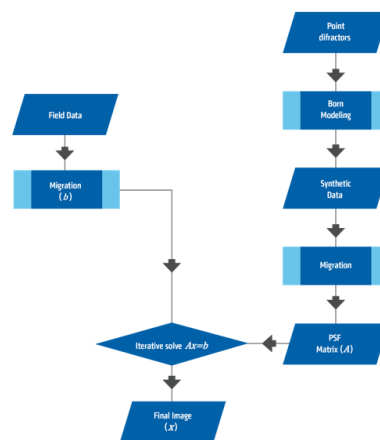 Point
difractors
Born
Modeling
Field Data
Synthetic
Data
Migration
(b)
Migration
Iterative solve Ax=b
PSF
Matrix (A)
Final Image
(x)